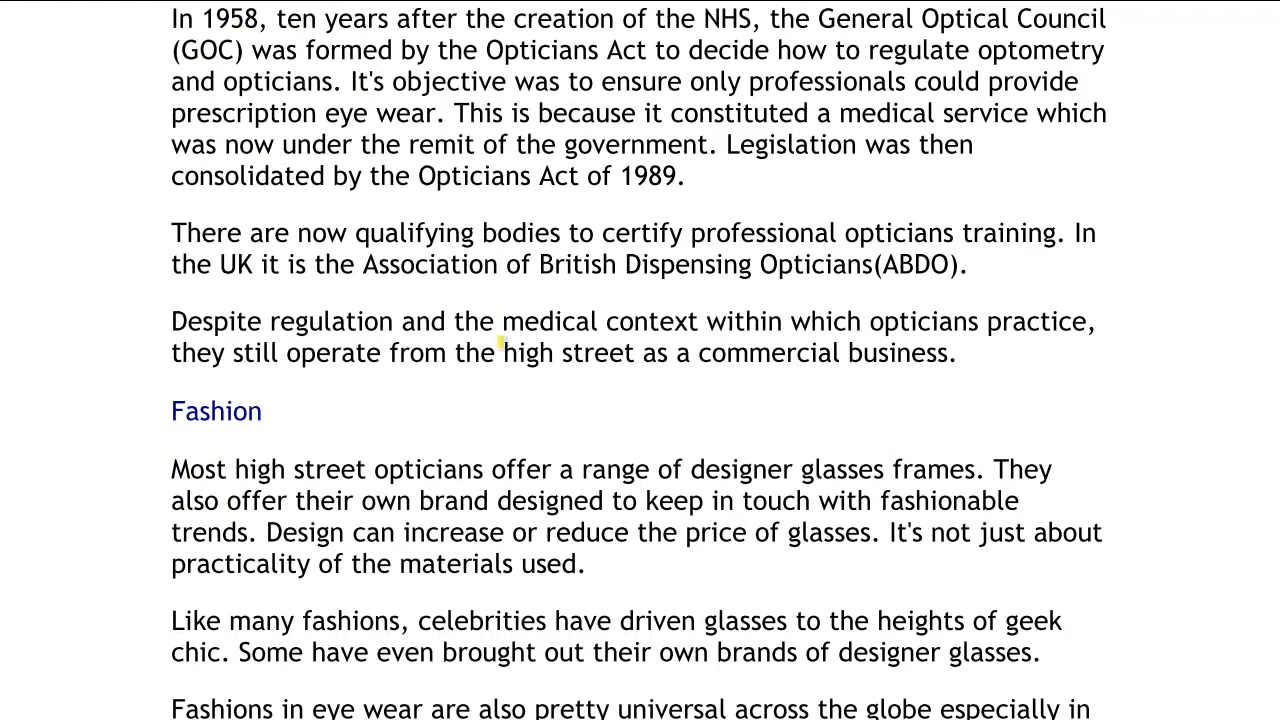 In 1958, ten years after the creation of the NHS, the General Optical Council
(GOC) was formed by the Opticians Act to decide how to regulate optometry
and opticians. It's objective was to ensure only professionals could provide
prescription eye wear. This is because it constituted a medical service which
was now under the remit of the government. Legislation was then
consolidated by the Opticians Act of 1989.
There are now qualifying bodies to certify professional opticians training. In
the UK it is the Association of British Dispensing Opticians(ABDO).
Despite regulation and the medical context within which opticians practice,
they still operate from the high street as a commercial business.
Fashion
Most high street opticians offer a range of designer glasses frames. They
also offer their own brand designed to keep in touch with fashionable
trends. Design can increase or reduce the price of glasses. It's not just about
practicality of the materials used.
Like many fashions, celebrities have driven glasses to the heights of geek
chic. Some have even brought out their own brands of designer glasses.
Fashions in eye wear are also pretty universal across the globe especially in